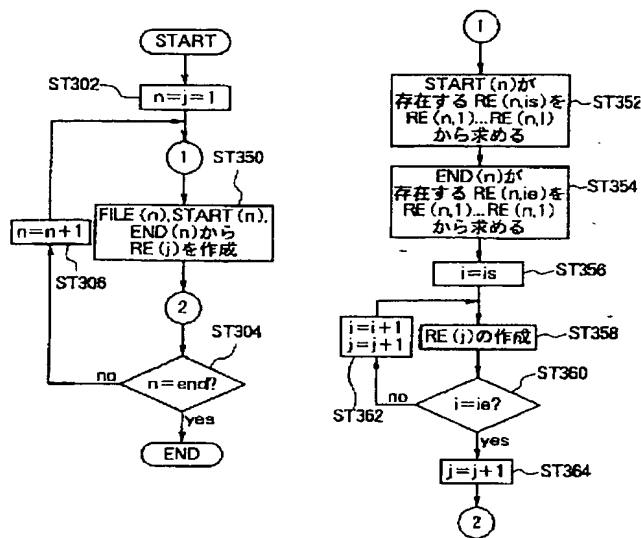 START
ST302
n=j=1
1
ST350
FILE(n),START(n),
END(n)から
RE(j)を作成
n=n+1
ST306
2
ST304
n=end?
no
yes
END
1
START(n)が
存在する RE(n,is)を
RE(n,1)...RE(n,I)
から求める
ST352
END(n)が
存在する RE(n,ie)を
RE(n,1)...RE(n,1)
から求める
ST354
i=is
ST356
i=i+1
j=j+1
ST362
RE(j)の作成
ST358
ST360
i=ie?
no
yes
j=j+1
ST364
2